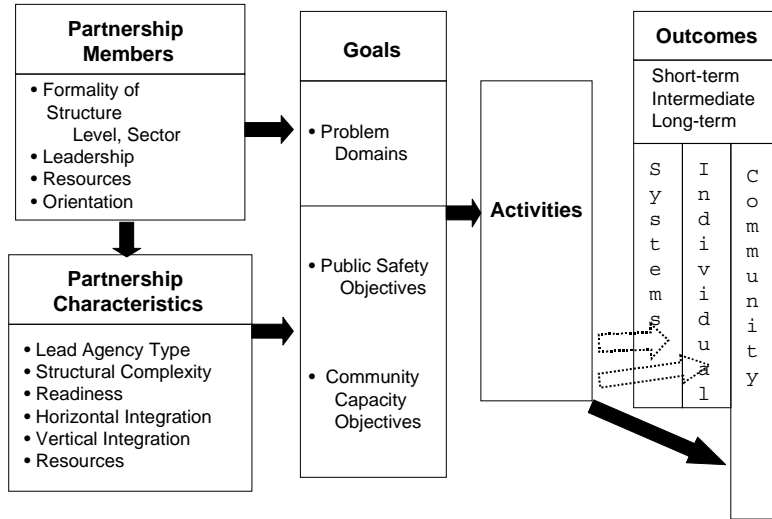 Partnership
Members
• Formality of
Structure
Level, Sector
• Leadership
• Resources
• Orientation
Partnership
Characteristics
• Lead Agency Type
• Structural Complexity
• Readiness
• Horizontal Integration
• Vertical Integration
• Resources
Goals
• Problem
Domains
• Public Safety
Objectives
• Community
Capacity
Objectives
Activities
Outcomes
Short-term
Intermediate
Long-term
Systems
Individual
Community